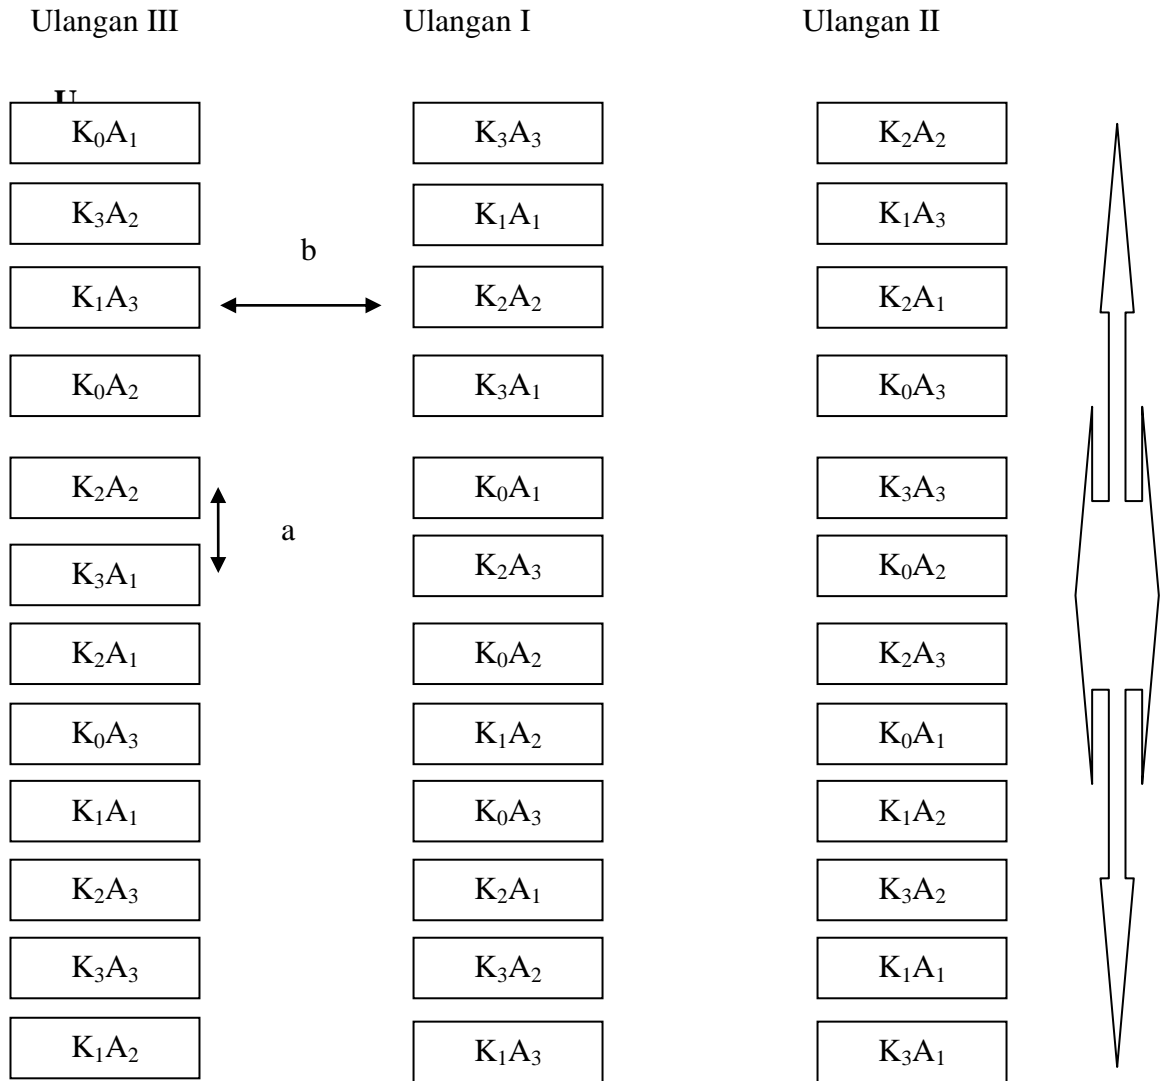 Ulangan III Ulangan I Ulangan II
U
K₀A₁ K₃A₃ K₂A₂
K₃A₂ K₁A₁ K₁A₃
b
K₁A₃ K₂A₂ K₂A₁
K₀A₂ K₃A₁ K₀A₃
K₂A₂ K₀A₁ K₃A₃
a
K₃A₁ K₂A₃ K₀A₂
K₂A₁ K₀A₂ K₂A₃
K₀A₃ K₁A₂ K₀A₁
K₁A₁ K₀A₃ K₁A₂
K₂A₃ K₂A₁ K₃A₂
K₃A₃ K₃A₂ K₁A₁
K₁A₂ K₁A₃ K₃A₁